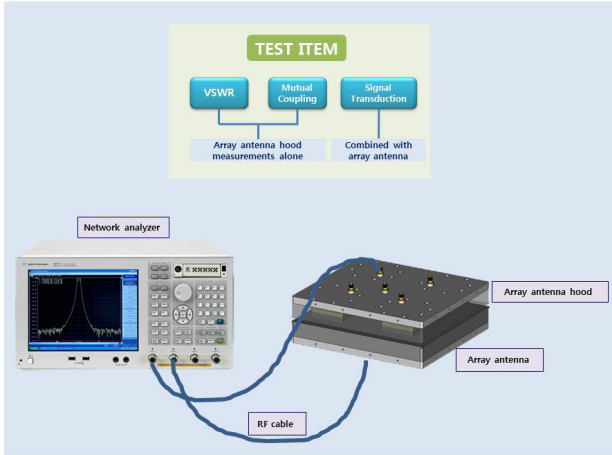 TEST ITEM
VSWR
Mutual
Coupling
Signal
Transduction
Array antenna hood
measurements alone
Combined with
array antenna
Network analyzer
Array antenna hood
Array antenna
RF cable